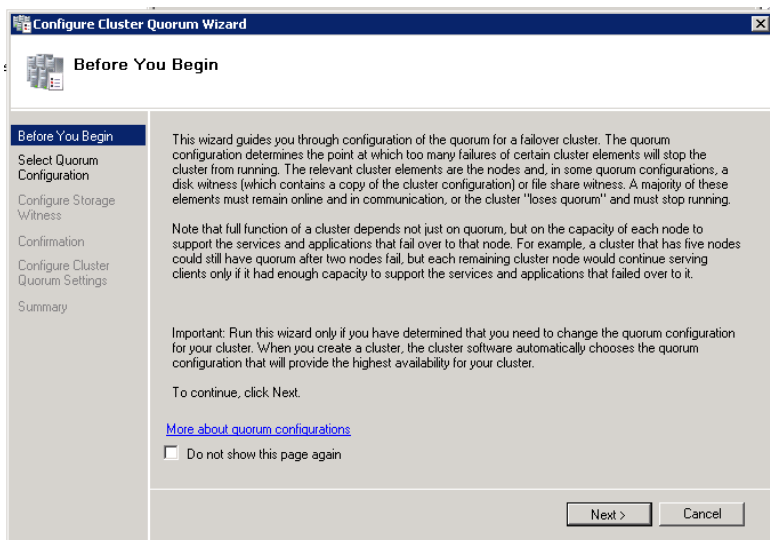 Configure Cluster Quorum Wizard
Before You Begin
Before You Begin
Select Quorum
Configuration
Configure Storage
Witness
Confirmation
Configure Cluster
Quorum Settings
Summary
This wizard guides you through configuration of the quorum for a failover cluster. The quorum
configuration determines the point at which too many failures of certain cluster elements will stop the
cluster from running. The relevant cluster elements are the nodes and, in some quorum configurations, a
disk witness (which contains a copy of the cluster configuration) or file share witness. A majority of these
elements must remain online and in communication, or the cluster "loses quorum" and must stop running.
Note that full function of a cluster depends not just on quorum, but on the capacity of each node to
support the services and applications that fail over to that node. For example, a cluster that has five nodes
could still have quorum after two nodes fail, but each remaining cluster node would continue serving
clients only if it had enough capacity to support the services and applications that failed over to it.
Important: Run this wizard only if you have determined that you need to change the quorum configuration
for your cluster. When you create a cluster, the cluster software automatically chooses the quorum
configuration that will provide the highest availability for your cluster.
To continue, click Next.
More about quorum configurations
Do not show this page again
Next >
Cancel